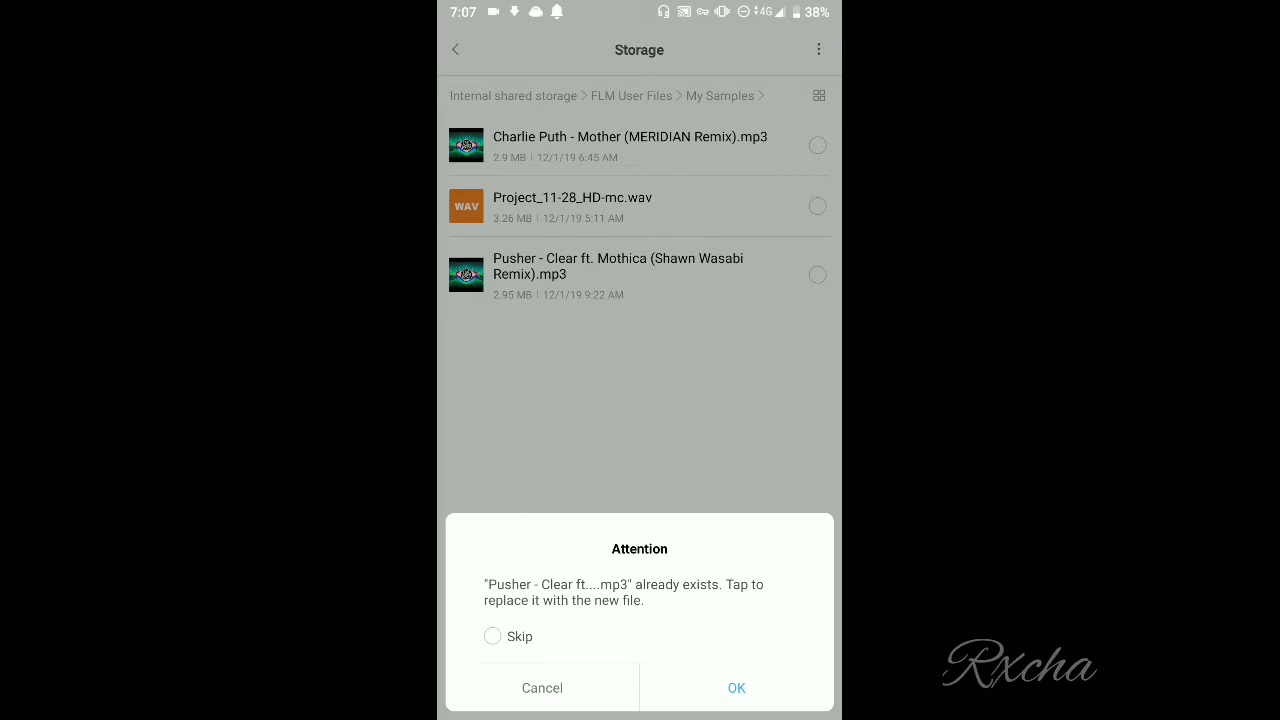 7:07
4G
38%
Storage
Internal shared storage > FLM User Files > My Samples >
Charlie Puth - Mother (MERIDIAN Remix).mp3
2.9 MB | 12/1/19 6:45 AM
WAV
Project_11-28_HD-mc.wav
3.26 MB | 12/1/19 5:11 AM
Pusher - Clear ft. Mothica (Shawn Wasabi
Remix).mp3
2.95 MB | 12/1/19 9:22 AM
Attention
"Pusher - Clear ft....mp3" already exists. Tap to
replace it with the new file.
Skip
Cancel
OK
Rxcha